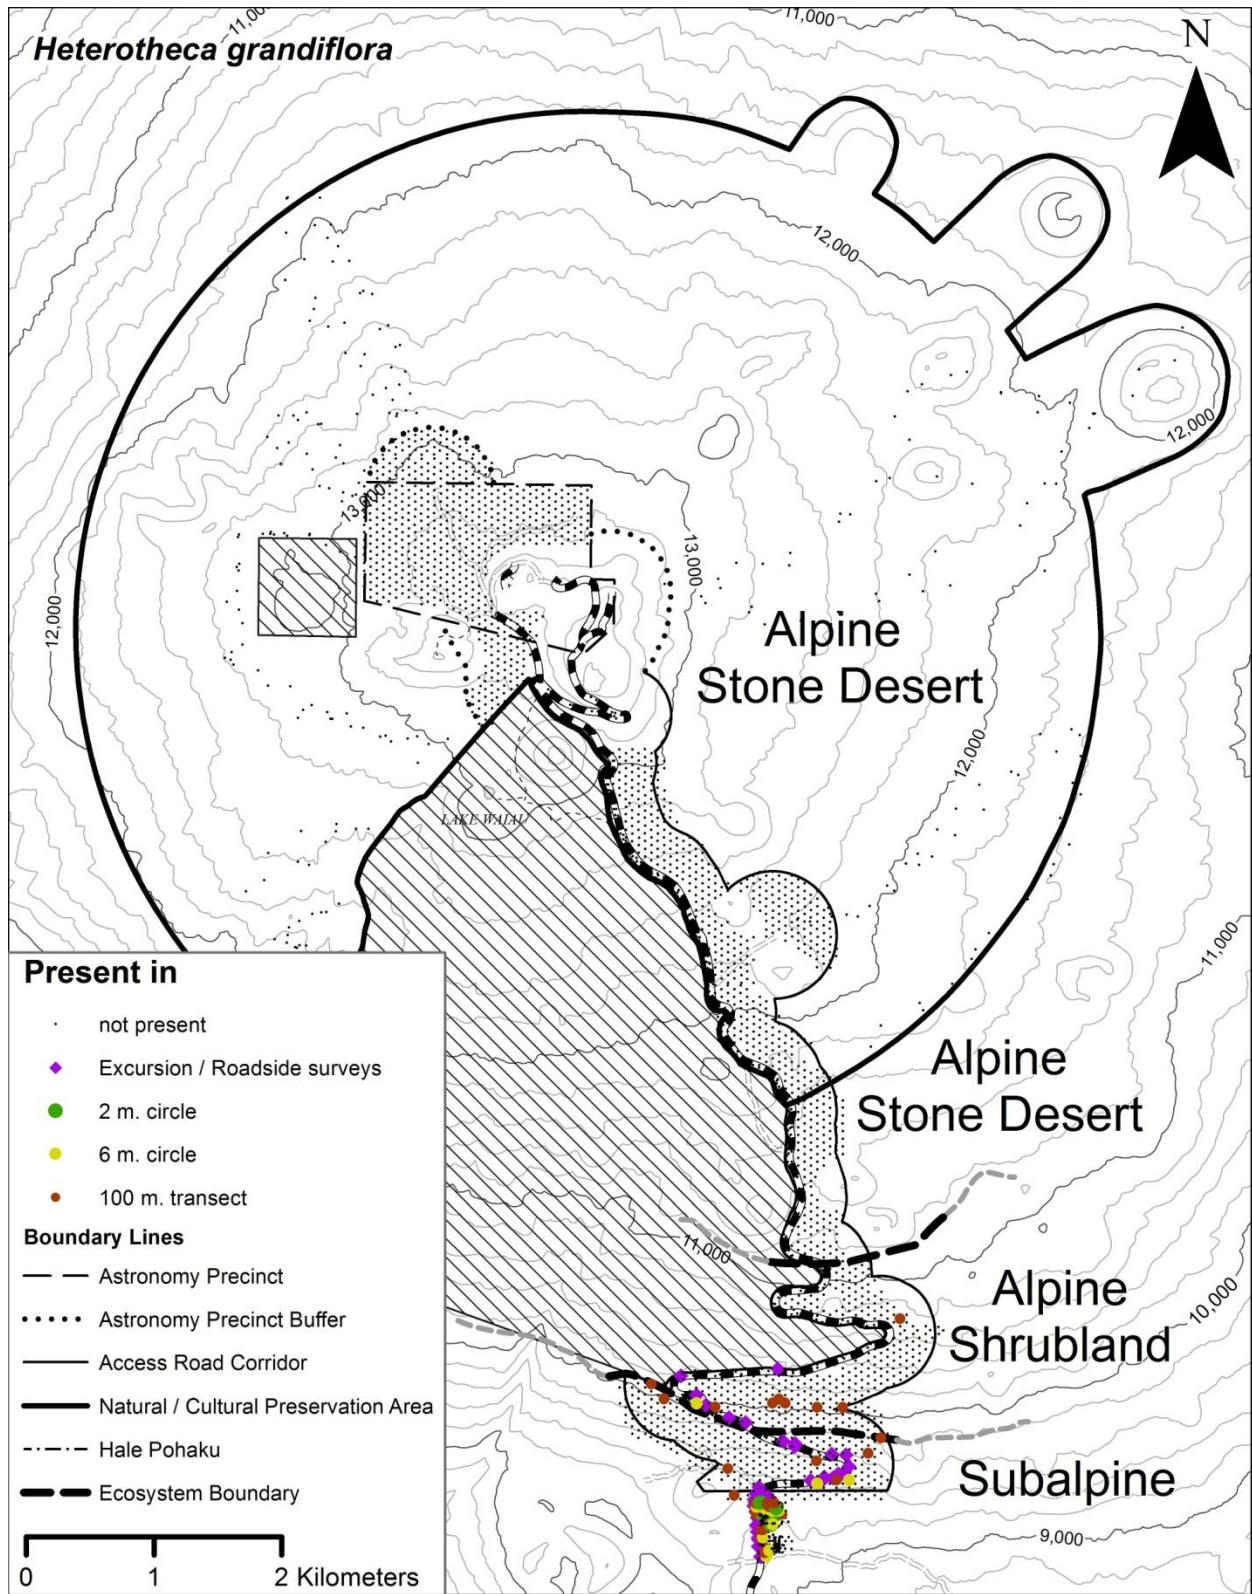 11,000
11,000
Heterotheca grandiflora
N
12,000
12,000
13,000
13,000
12,000
Alpine
Stone Desert
12,000
LAKE WAIAU
11,000
Alpine
Stone Desert
11,000
Alpine
Shrubland
10,000
Subalpine
9,000
Present in
not present
Excursion / Roadside surveys
2 m. circle
6 m. circle
100 m. transect
Boundary Lines
Astronomy Precinct
Astronomy Precinct Buffer
Access Road Corridor
Natural / Cultural Preservation Area
Hale Pohaku
Ecosystem Boundary
0 1 2 Kilometers